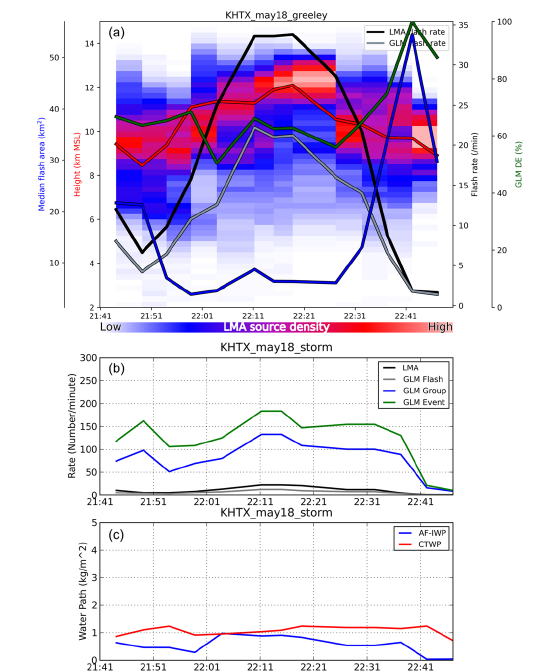 KHTX_may18_greeley
(a)
LMA flash rate
GLM flash rate
Median flash area (km2)
50
40
30
20
10
Height (km MSL)
14
12
10
8
6
4
2
35
30
25
20
15
10
5
0
Flash rate (/min)
100
80
60
40
20
0
GLM DE (%)
21:41 21:51 22:01 22:11 22:21 22:31 22:41
Low LMA source density High
KHTX_may18_storm
(b)
LMA
GLM Flash
GLM Group
GLM Event
Rate (Number/minute)
300
250
200
150
100
50
0
21:41 21:51 22:01 22:11 22:21 22:31 22:41
KHTX_may18_storm
(c)
AF-IWP
CTWP
Water Path (kg/m^2)
5
4
3
2
1
0
21:41 21:51 22:01 22:11 22:21 22:31 22:41